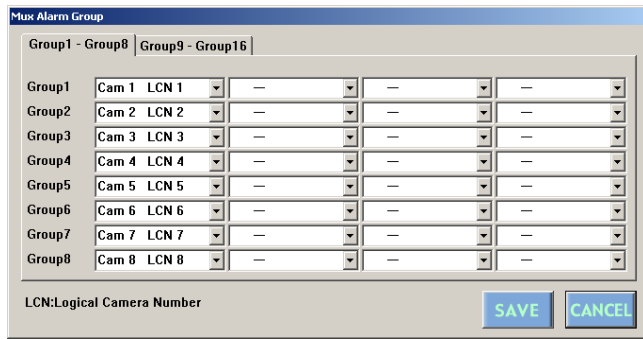 Mux Alarm Group
Group1 - Group8 Group9 - Group16
Group1 Cam 1 LCN 1 — — —
Group2 Cam 2 LCN 2 — — —
Group3 Cam 3 LCN 3 — — —
Group4 Cam 4 LCN 4 — — —
Group5 Cam 5 LCN 5 — — —
Group6 Cam 6 LCN 6 — — —
Group7 Cam 7 LCN 7 — — —
Group8 Cam 8 LCN 8 — — —
LCN:Logical Camera Number SAVE CANCEL